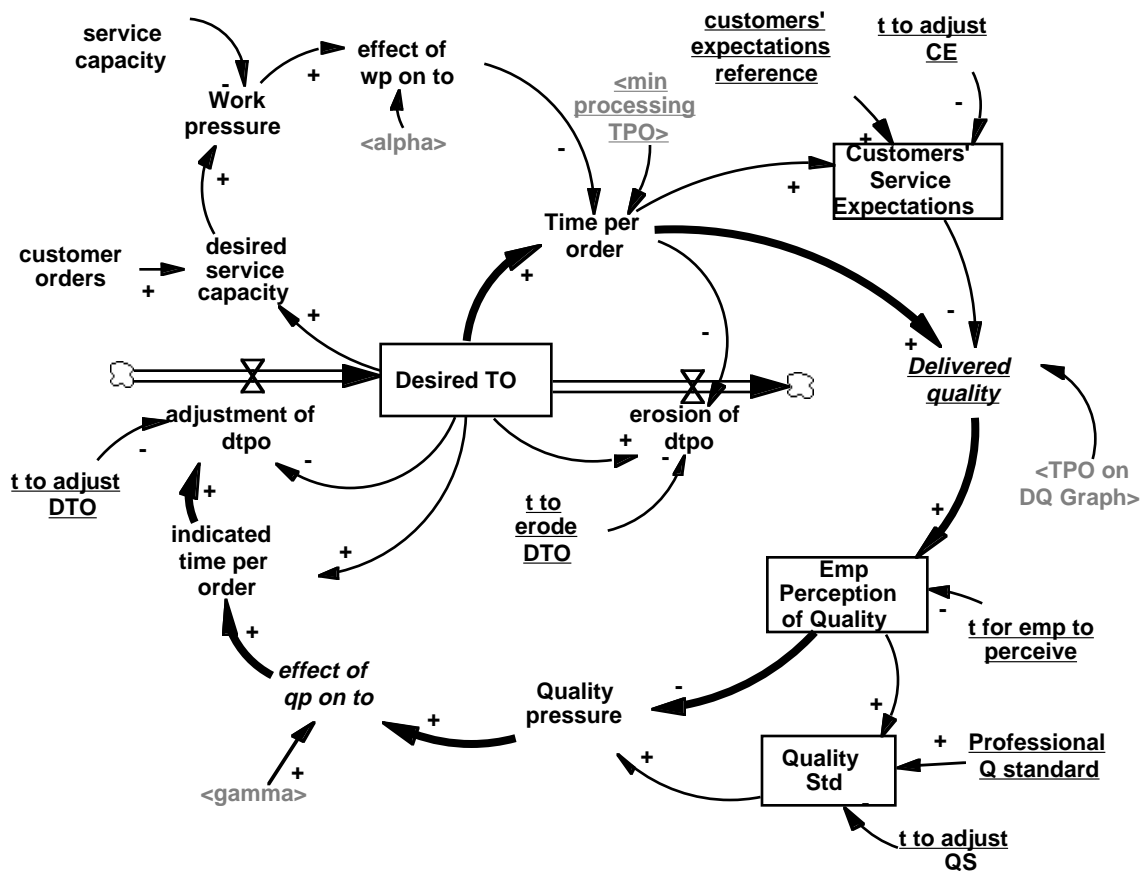 service
capacity
effect of
wp on to
customers'
expectations
reference
t to adjust
CE
-
+
Work
pressure
<alpha>
<min
processing
TPO>
-
-
+
Customers'
Service
Expectations
+
+
Time per
order
customer
orders
+
desired
service
capacity
+
+
-
-
+
Delivered
quality
Desired TO
adjustment of
dtpo
-
-
erosion of
dtpo
+
-
<TPO on
DQ Graph>
t to adjust
DTO
+
t to
erode
DTO
+
indicated
time per
order
+
Emp
Perception
of Quality
-
t for emp to
perceive
+
effect of
qp on to
-
Quality
pressure
+
+
+
Professional
Q standard
Quality
Std
-
+
<gamma>
+
t to adjust
QS